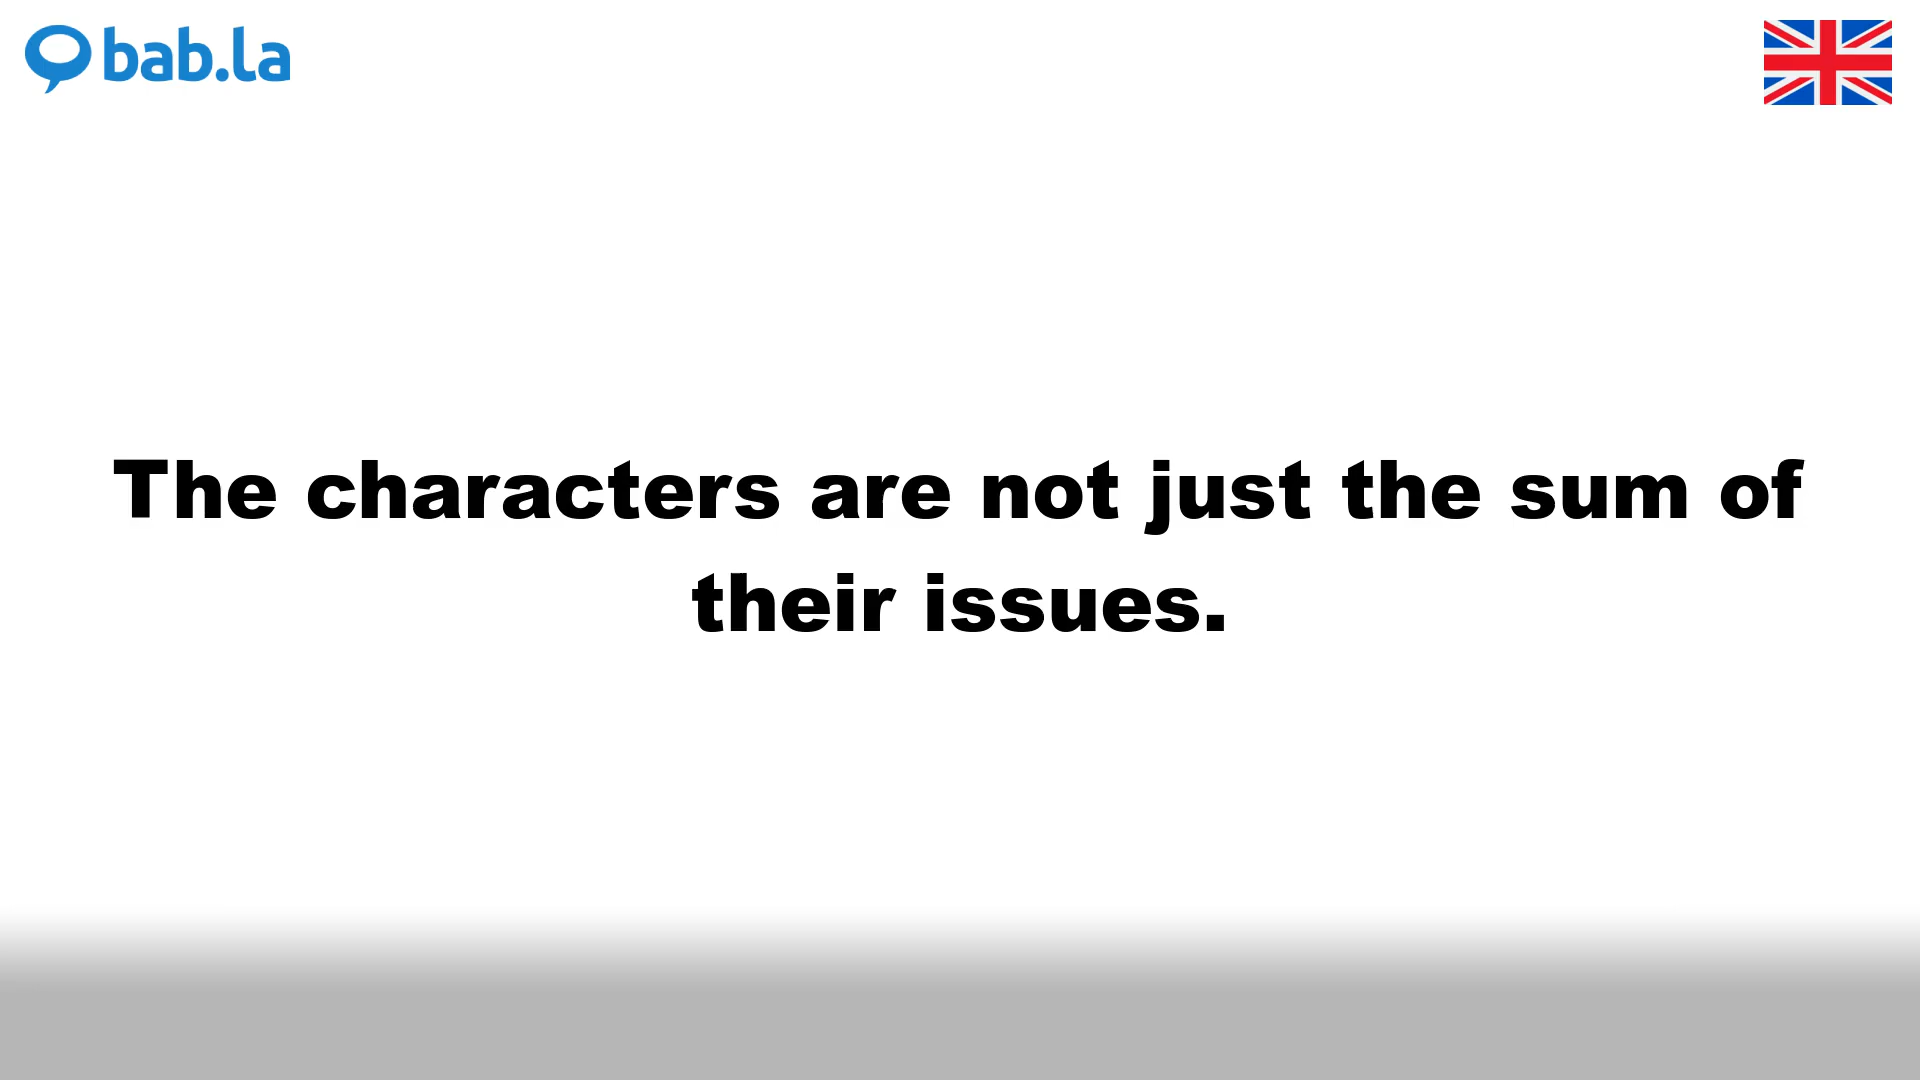 bab.la
The characters are not just the sum of
their issues.